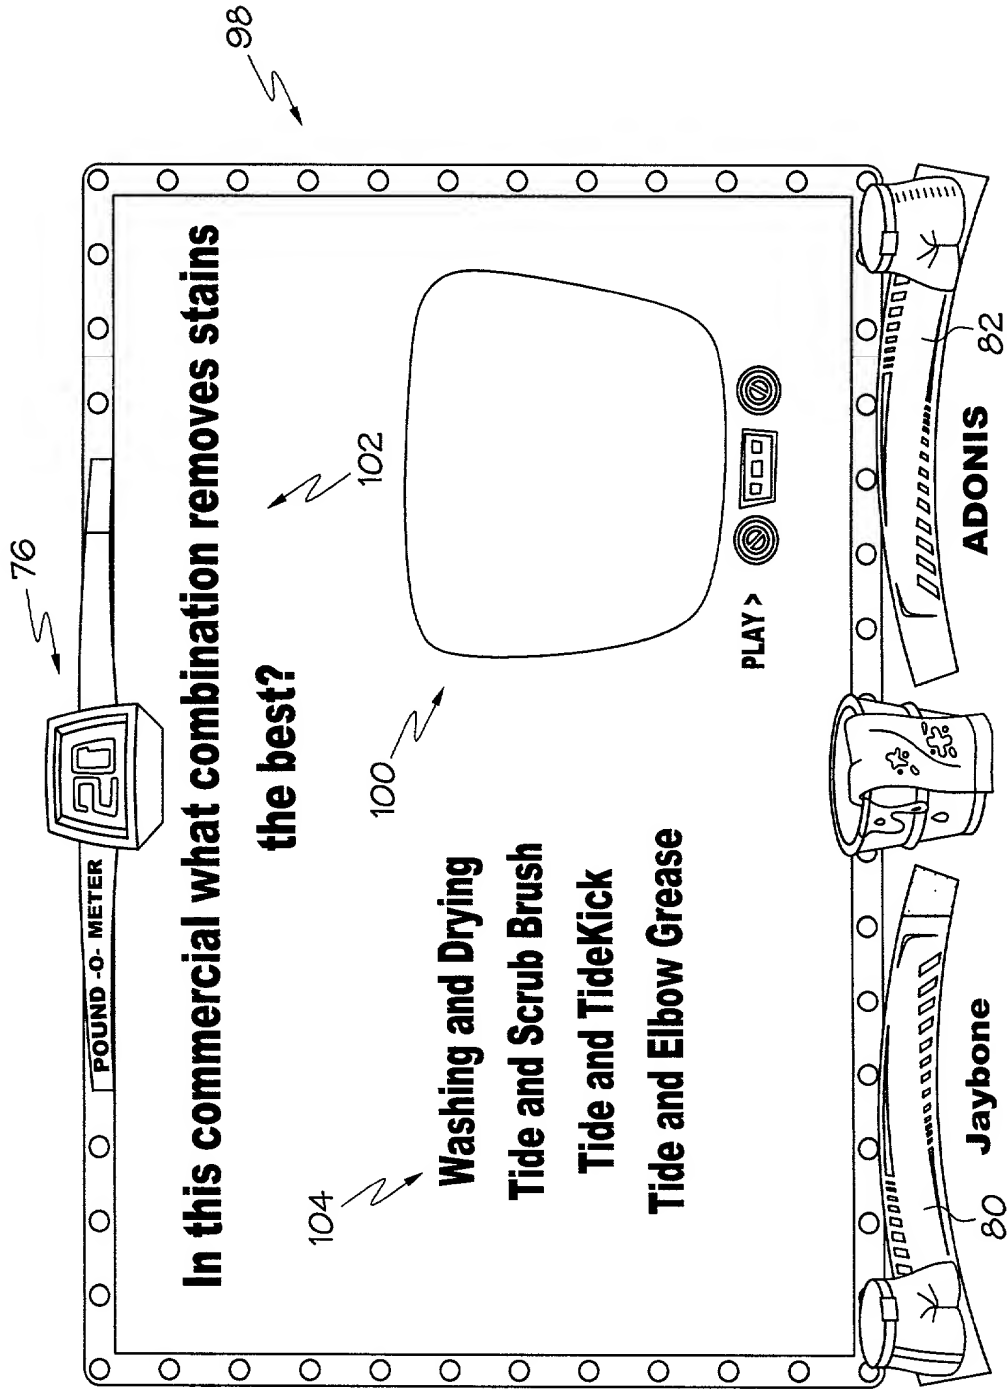 98
76
POUND -O- METER
20
In this commercial what combination removes stains
the best?
102
100
104
Washing and Drying
Tide and Scrub Brush
Tide and TideKick
Tide and Elbow Grease
PLAY >
80
Jaybone
82
ADONIS